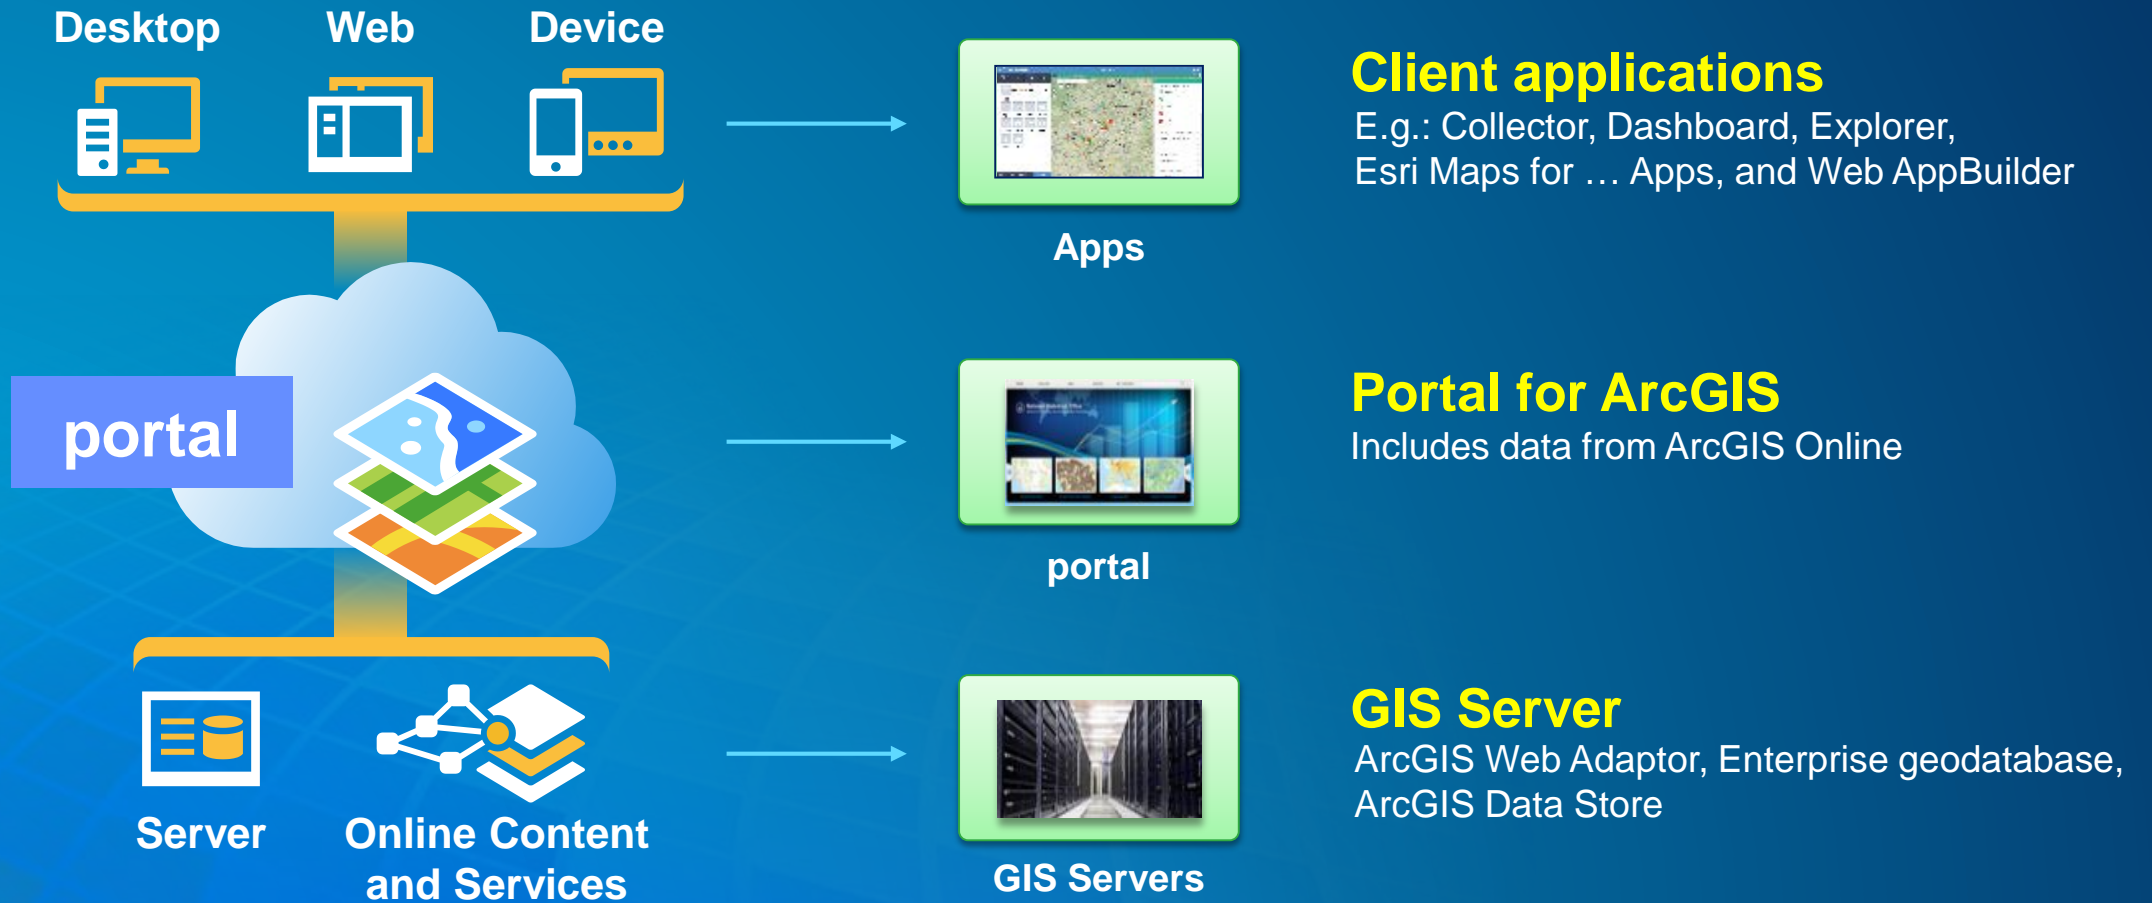 Desktop
Web
Device
Client applications
E.g.: Collector, Dashboard, Explorer,
Esri Maps for … Apps, and Web AppBuilder
Apps
portal
Portal for ArcGIS
Includes data from ArcGIS Online
portal
GIS Server
ArcGIS Web Adaptor, Enterprise geodatabase,
ArcGIS Data Store
Server
Online Content
and Services
GIS Servers